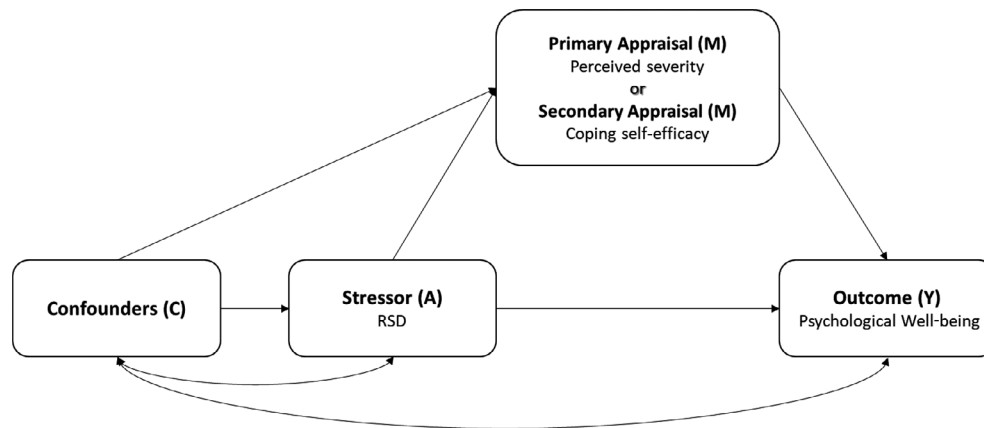 Primary Appraisal (M)
Perceived severity
or
Secondary Appraisal (M)
Coping self-efficacy
Confounders (C)
Stressor (A)
RSD
Outcome (Y)
Psychological Well-being